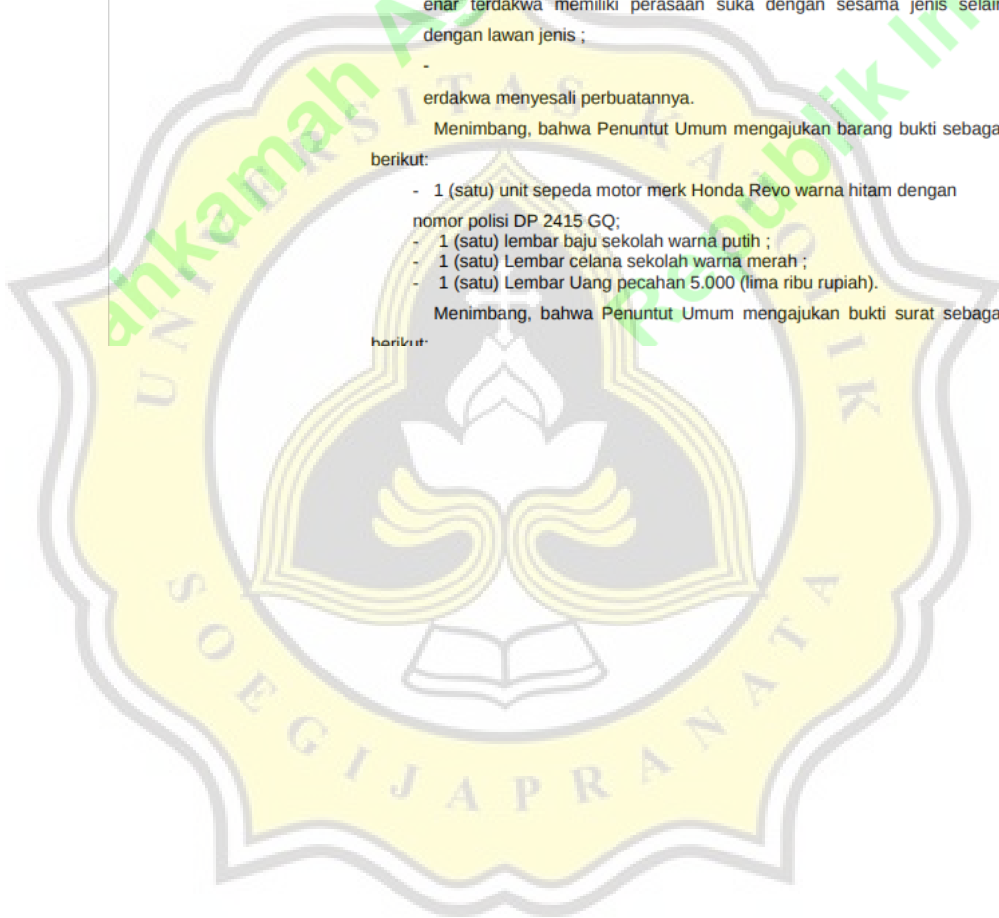 enar terdakwa memiliki perasaan suka dengan sesama jenis selain
dengan lawan jenis ;
-
erdakwa menyesali perbuatannya.
Menimbang, bahwa Penuntut Umum mengajukan barang bukti sebaga
berikut:
- 1 (satu) unit sepeda motor merk Honda Revo warna hitam dengan
nomor polisi DP 2415 GQ;
- 1 (satu) lembar baju sekolah warna putih ;
- 1 (satu) Lembar celana sekolah warna merah ;
- 1 (satu) Lembar Uang pecahan 5.000 (lima ribu rupiah).
Menimbang, bahwa Penuntut Umum mengajukan bukti surat sebaga
berikut:
ahkamah Ag
Republik In
UNIVERSITAS KATOLIK
SOEGIJAPRANATA